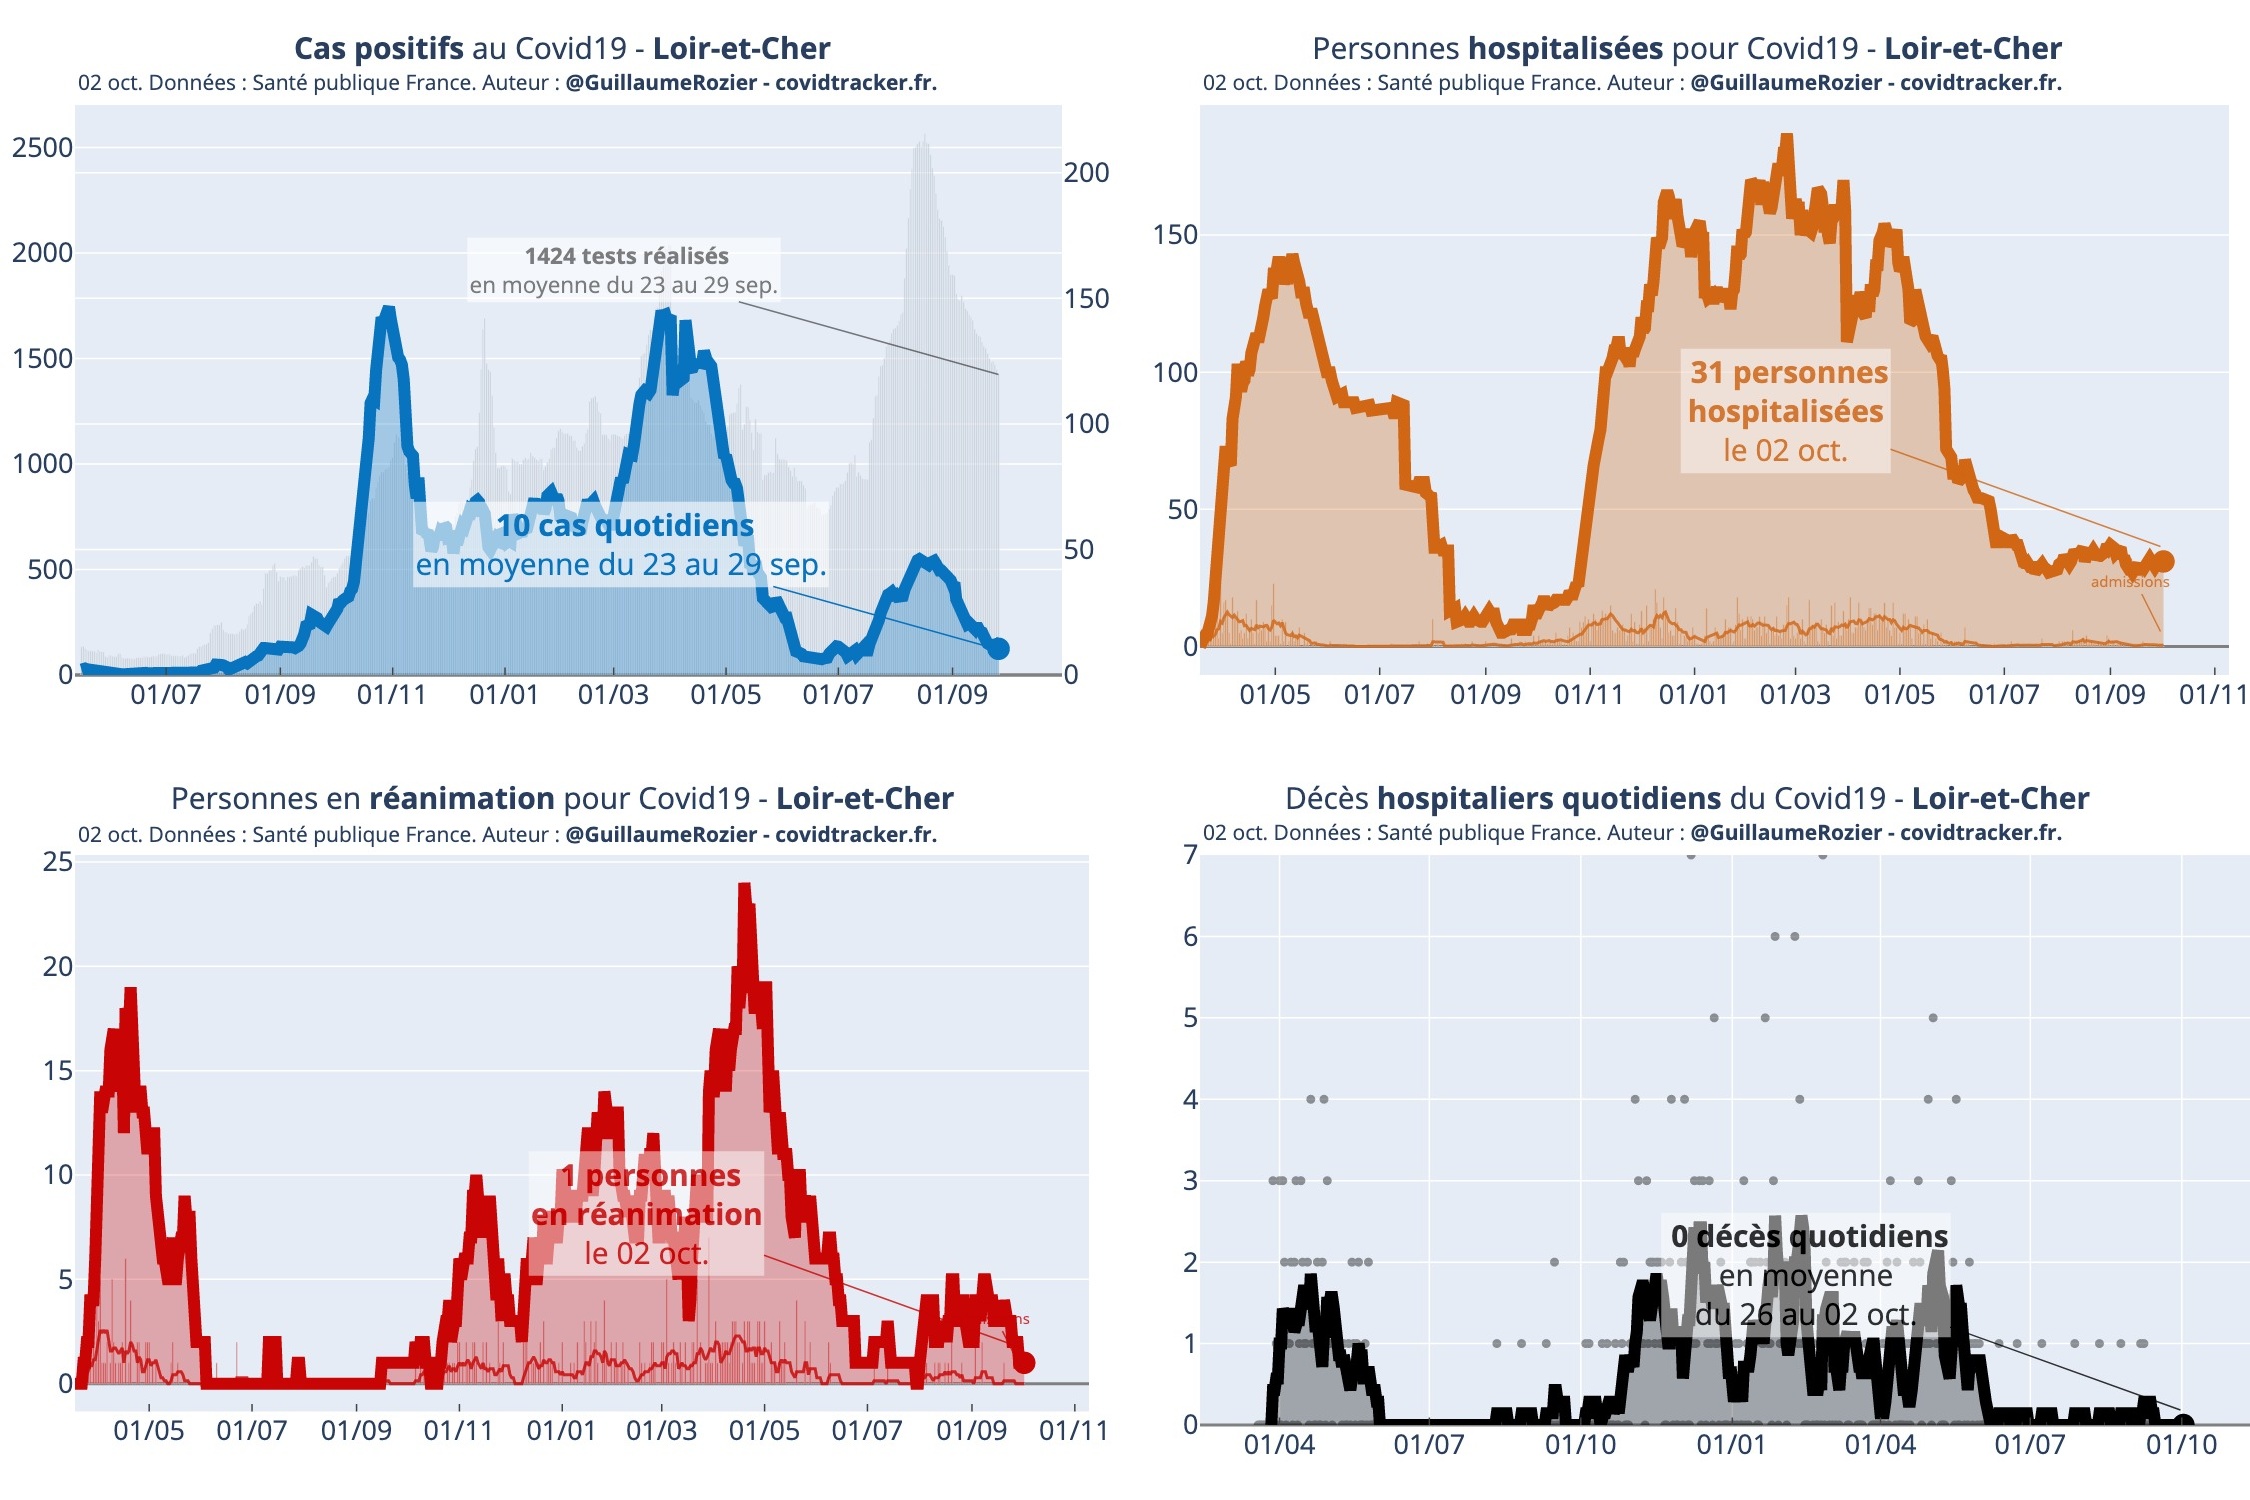 Cas positifs au Covid19 - Loir-et-Cher
02 oct. Données : Santé publique France. Auteur : @GuillaumeRozier - covidtracker.fr.
2500
2000
1500
1000
500
0
200
150
100
50
0
1424 tests réalisés
en moyenne du 23 au 29 sep.
10 cas quotidiens
en moyenne du 23 au 29 sep.
01/07 01/09 01/11 01/01 01/03 01/05 01/07 01/09
Personnes hospitalisées pour Covid19 - Loir-et-Cher
02 oct. Données : Santé publique France. Auteur : @GuillaumeRozier - covidtracker.fr.
150
100
50
0
31 personnes
hospitalisées
le 02 oct.
admissions
01/05 01/07 01/09 01/11 01/01 01/03 01/05 01/07 01/09 01/11
Personnes en réanimation pour Covid19 - Loir-et-Cher
02 oct. Données : Santé publique France. Auteur : @GuillaumeRozier - covidtracker.fr.
25
20
15
10
5
0
1 personnes
en réanimation
le 02 oct.
01/05 01/07 01/09 01/11 01/01 01/03 01/05 01/07 01/09 01/11
Décès hospitaliers quotidiens du Covid19 - Loir-et-Cher
02 oct. Données : Santé publique France. Auteur : @GuillaumeRozier - covidtracker.fr.
7
6
5
4
3
2
1
0
0 décès quotidiens
en moyenne
du 26 au 02 oct.
01/04 01/07 01/10 01/01 01/04 01/07 01/10